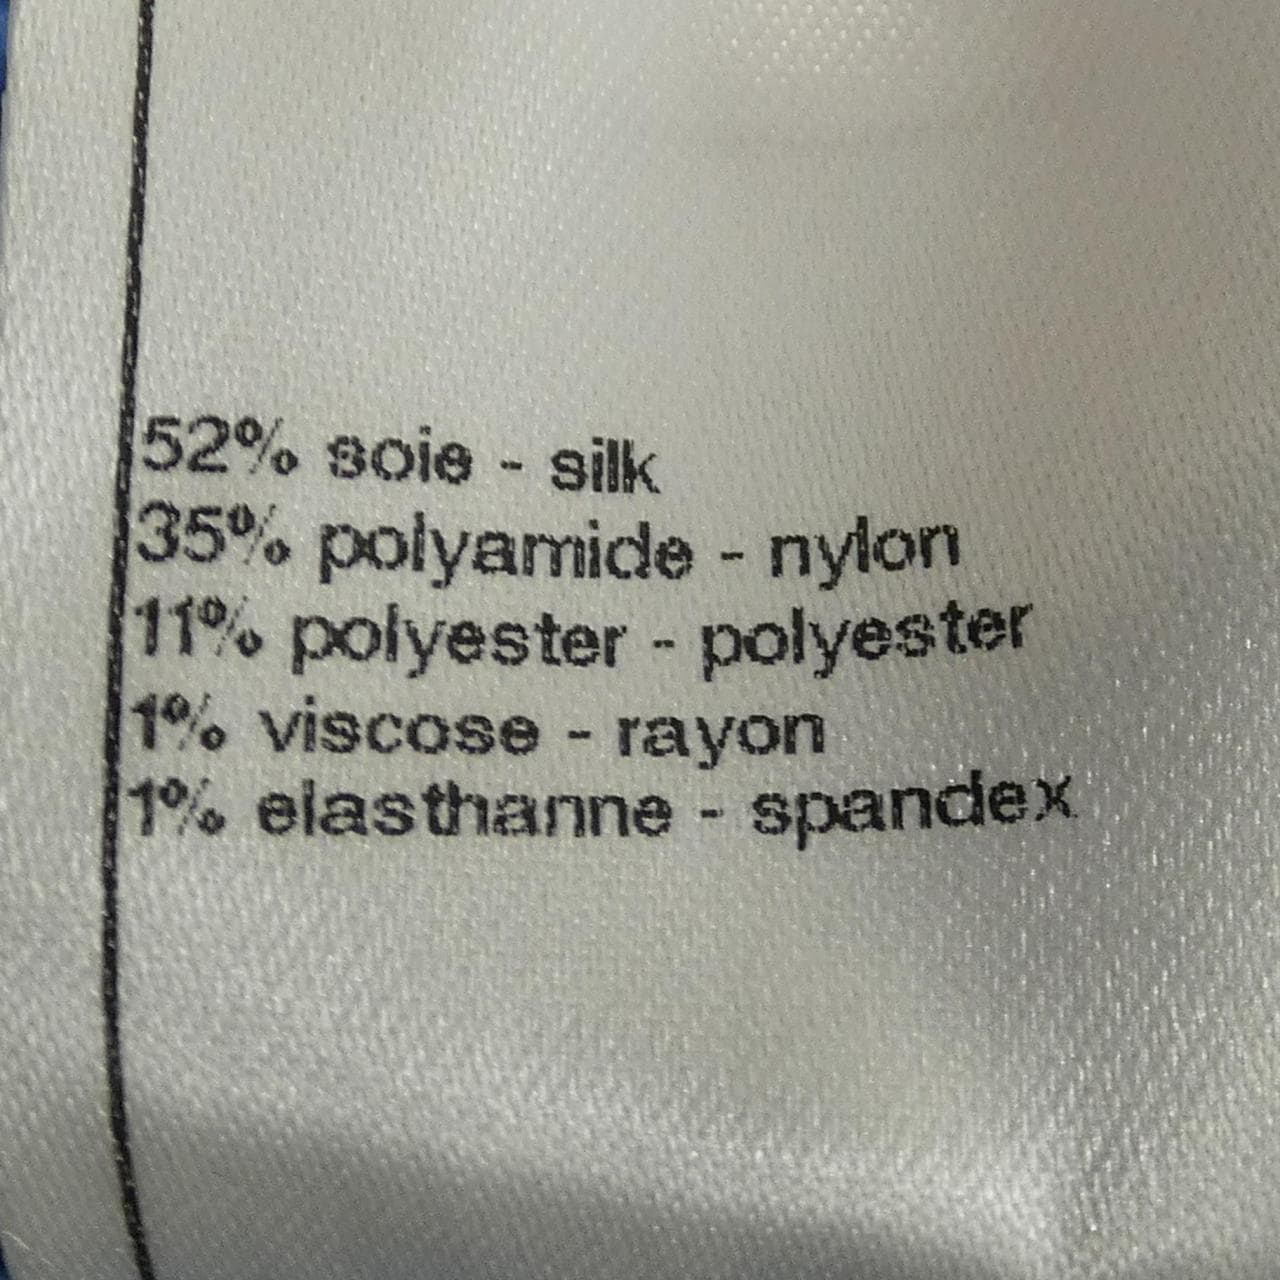 52% soie - silk
35% polyamide - nylon
11% polyester - polyester
1% viscose - rayon
1% elasthanne - spandex